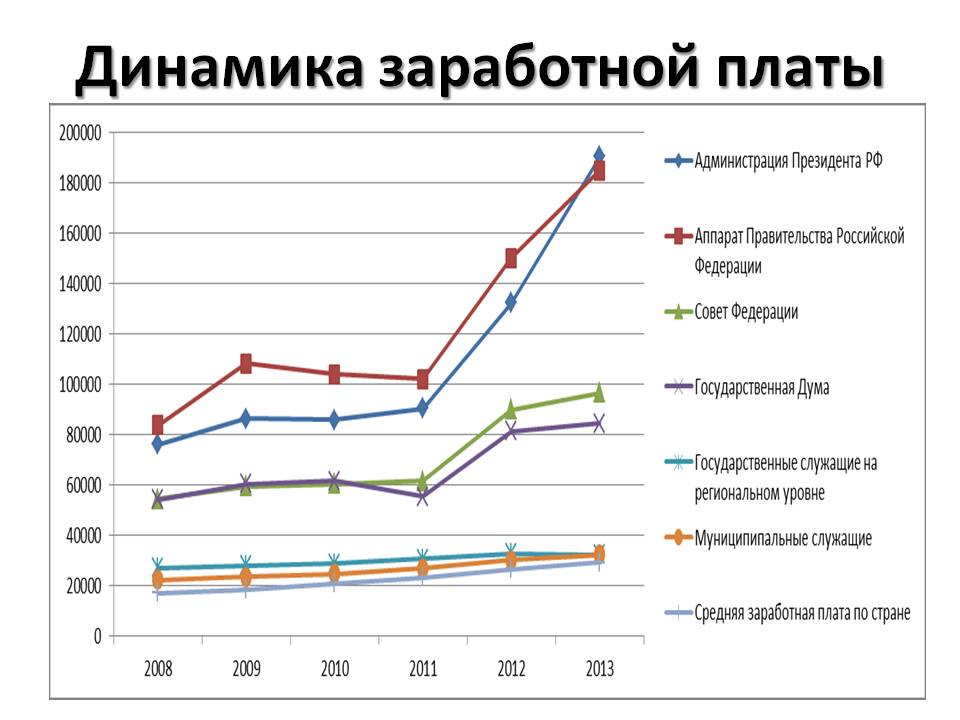 Динамика заработной платы
200000
180000
160000
140000
120000
100000
80000
60000
40000
20000
0
2008 2009 2010 2011 2012 2013
Администрация Президента РФ
Аппарат Правительства Российской
Федерации
Совет Федерации
Государственная Дума
Государственные служащие на
региональном уровне
Муниципипальные служащие
Средняя заработная плата по стране